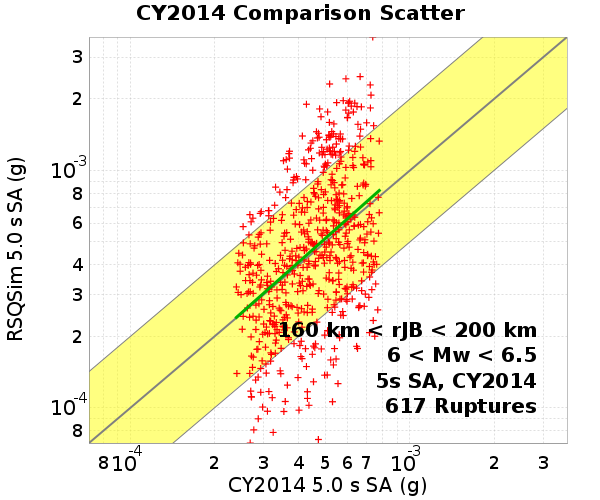 CY2014 Comparison Scatter
RSQSim 5.0 s SA (g)
3
2
10-3
8
6
4
3
2
10-4
8
160 km < rJB < 200 km
6 < Mw < 6.5
5s SA, CY2014
617 Ruptures
8 10-4 2 3 4 5 6 7 10-3 2 3
CY2014 5.0 s SA (g)